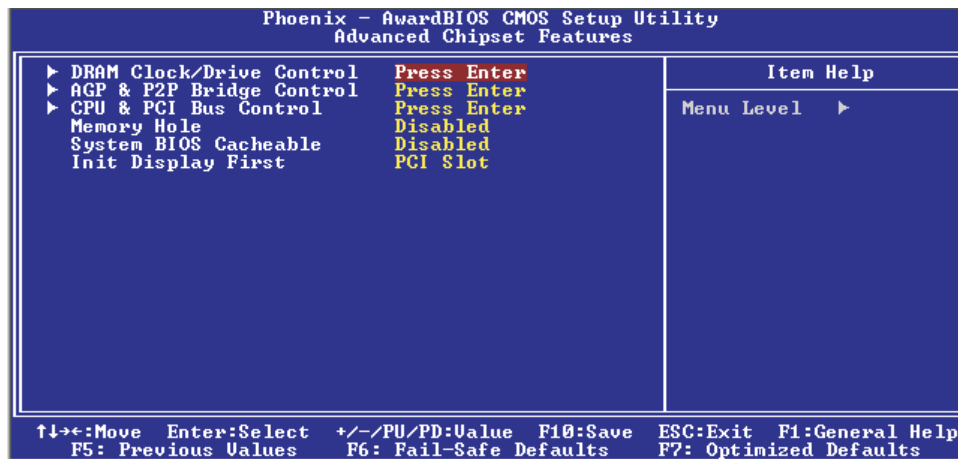 Phoenix - AwardBIOS CMOS Setup Utility
Advanced Chipset Features
▶ DRAM Clock/Drive Control Press Enter
▶ AGP & P2P Bridge Control Press Enter
▶ CPU & PCI Bus Control Press Enter
Memory Hole Disabled
System BIOS Cacheable Disabled
Init Display First PCI Slot
Item Help
Menu Level ▶
↑↓→←:Move Enter:Select +/-/PU/PD:Value F10:Save ESC:Exit F1:General Help
F5: Previous Values F6: Fail-Safe Defaults F7: Optimized Defaults